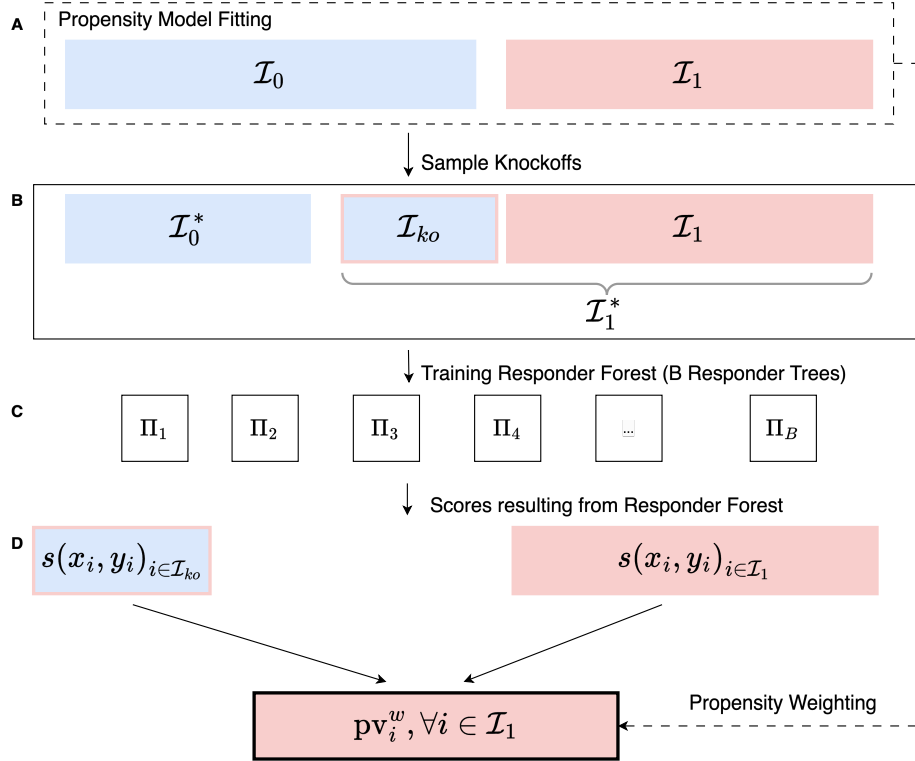 A
Propensity Model Fitting
𝓘₀ 𝓘₁
Sample Knockoffs
B
𝓘₀* 𝓘ₖₒ 𝓘₁
𝓘₁*
Training Responder Forest (B Responder Trees)
C
Π₁ Π₂ Π₃ Π₄ ... Π_B
Scores resulting from Responder Forest
D
s(xᵢ, yᵢ)_{i∈𝓘ₖₒ} s(xᵢ, yᵢ)_{i∈𝓘₁}
Propensity Weighting
pvᵢʷ, ∀i ∈ 𝓘₁